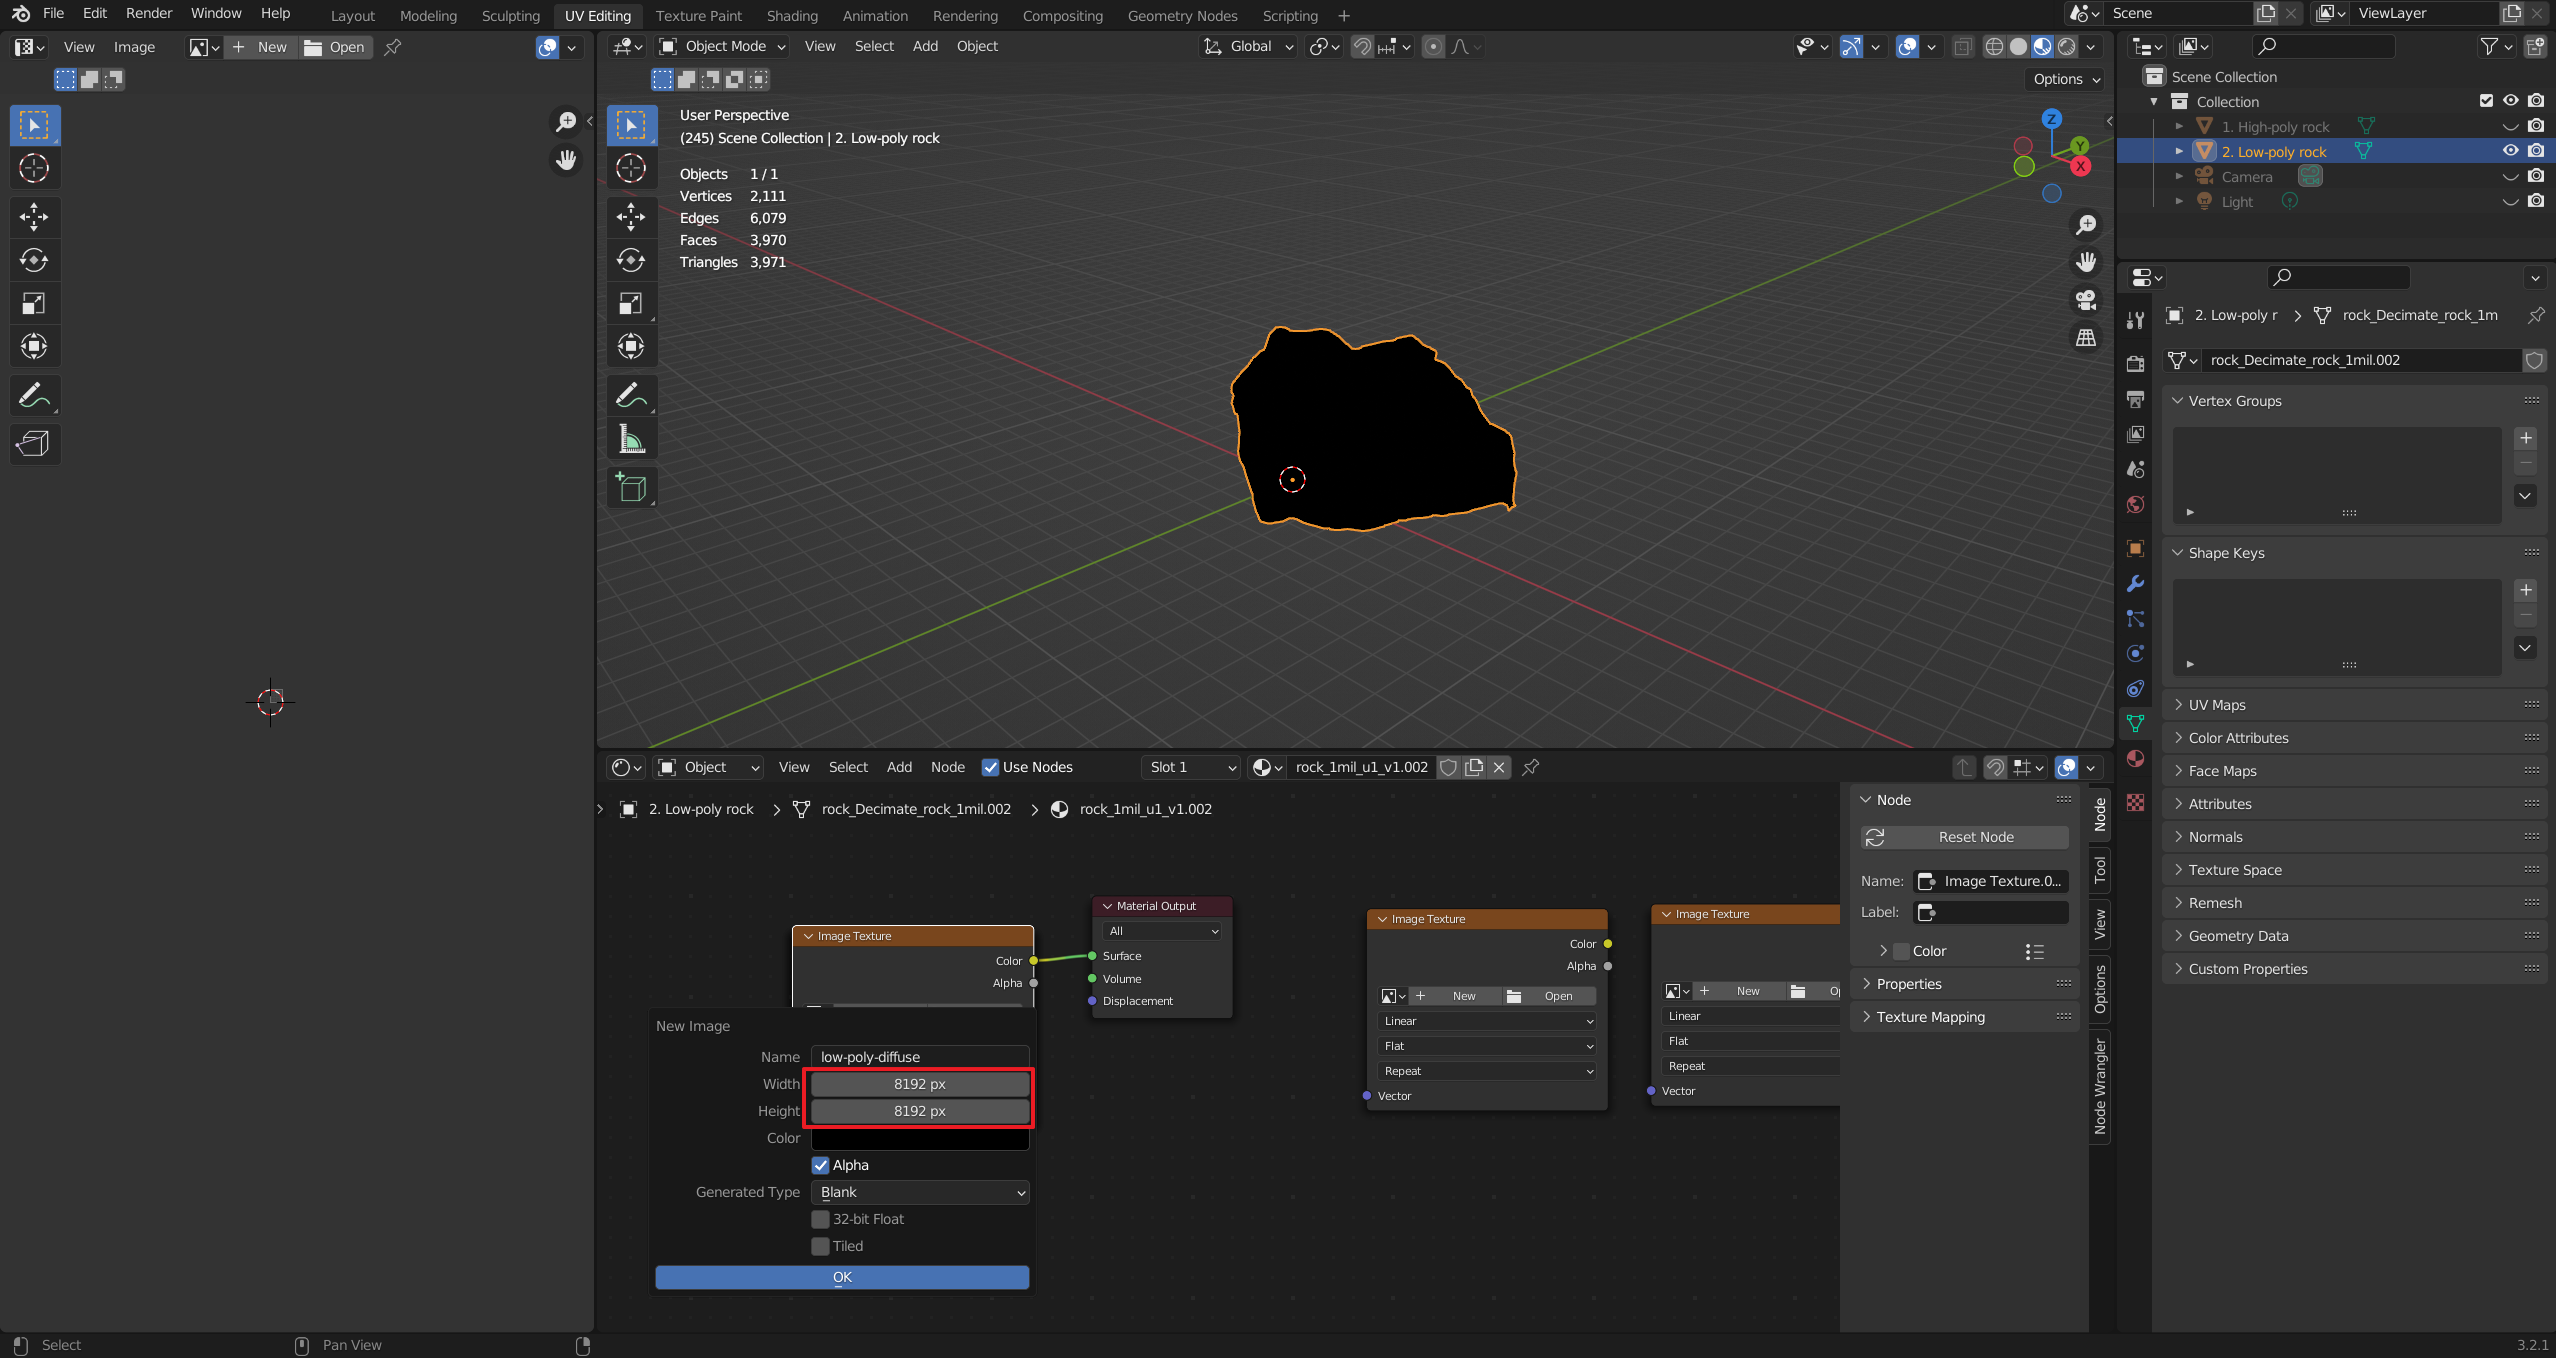 File Edit Render Window Help Layout Modeling Sculpting UV Editing Texture Paint Shading Animation Rendering Compositing Geometry Nodes Scripting + Scene ViewLayer
View Image + New Open Object Mode View Select Add Object Global
Options
User Perspective
(245) Scene Collection | 2. Low-poly rock
Objects 1 / 1
Vertices 2,111
Edges 6,079
Faces 3,970
Triangles 3,971
Z
Y
X
Scene Collection
Collection
1. High-poly rock
2. Low-poly rock
Camera
Light
2. Low-poly r rock_Decimate_rock_1m
rock_Decimate_rock_1mil.002
Vertex Groups
Shape Keys
UV Maps
Color Attributes
Face Maps
Attributes
Normals
Texture Space
Remesh
Geometry Data
Custom Properties
Object View Select Add Node Use Nodes Slot 1 rock_1mil_u1_v1.002
2. Low-poly rock rock_Decimate_rock_1mil.002 rock_1mil_u1_v1.002
Image Texture
Color
Alpha
Material Output
All
Surface
Volume
Displacement
Image Texture
Color
Alpha
+ New Open
Linear
Flat
Repeat
Vector
Image Texture
+ New
Linear
Flat
Repeat
Vector
New Image
Name low-poly-diffuse
Width 8192 px
Height 8192 px
Color
Alpha
Generated Type Blank
32-bit Float
Tiled
OK
Node
Reset Node
Name: Image Texture.0...
Label:
Color
Properties
Texture Mapping
Node
Tool
View
Options
Node Wrangler
Select Pan View 3.2.1